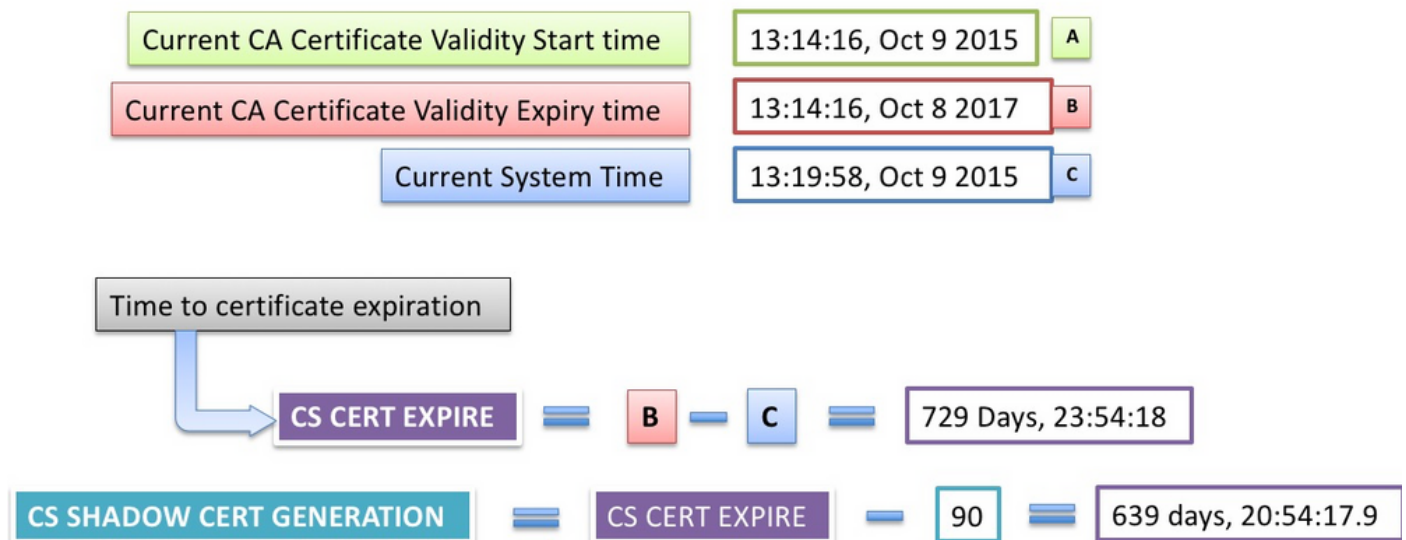 Current CA Certificate Validity Start time 13:14:16, Oct 9 2015 A
Current CA Certificate Validity Expiry time 13:14:16, Oct 8 2017 B
Current System Time 13:19:58, Oct 9 2015 C
Time to certificate expiration
CS CERT EXPIRE = B - C = 729 Days, 23:54:18
CS SHADOW CERT GENERATION = CS CERT EXPIRE - 90 = 639 days, 20:54:17.9